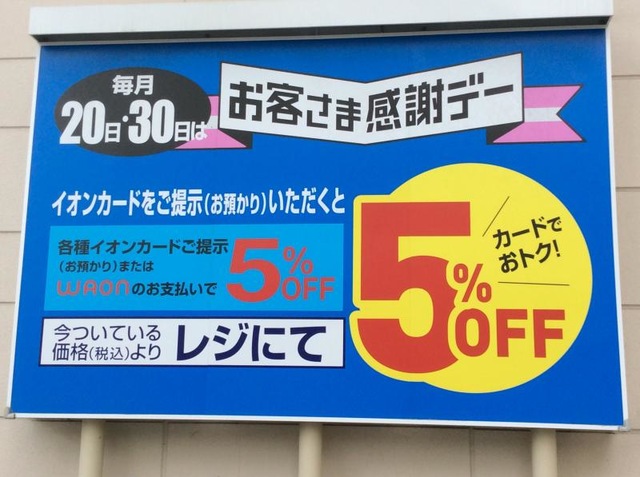 毎月
20日・30日は
お客さま感謝デー
イオンカードをご提示(お預かり)いただくと
各種イオンカードご提示
(お預かり)または
WAONのお支払いで
5%OFF
今ついている
価格(税込)より
レジにて
5%OFF
カードで
おトク!